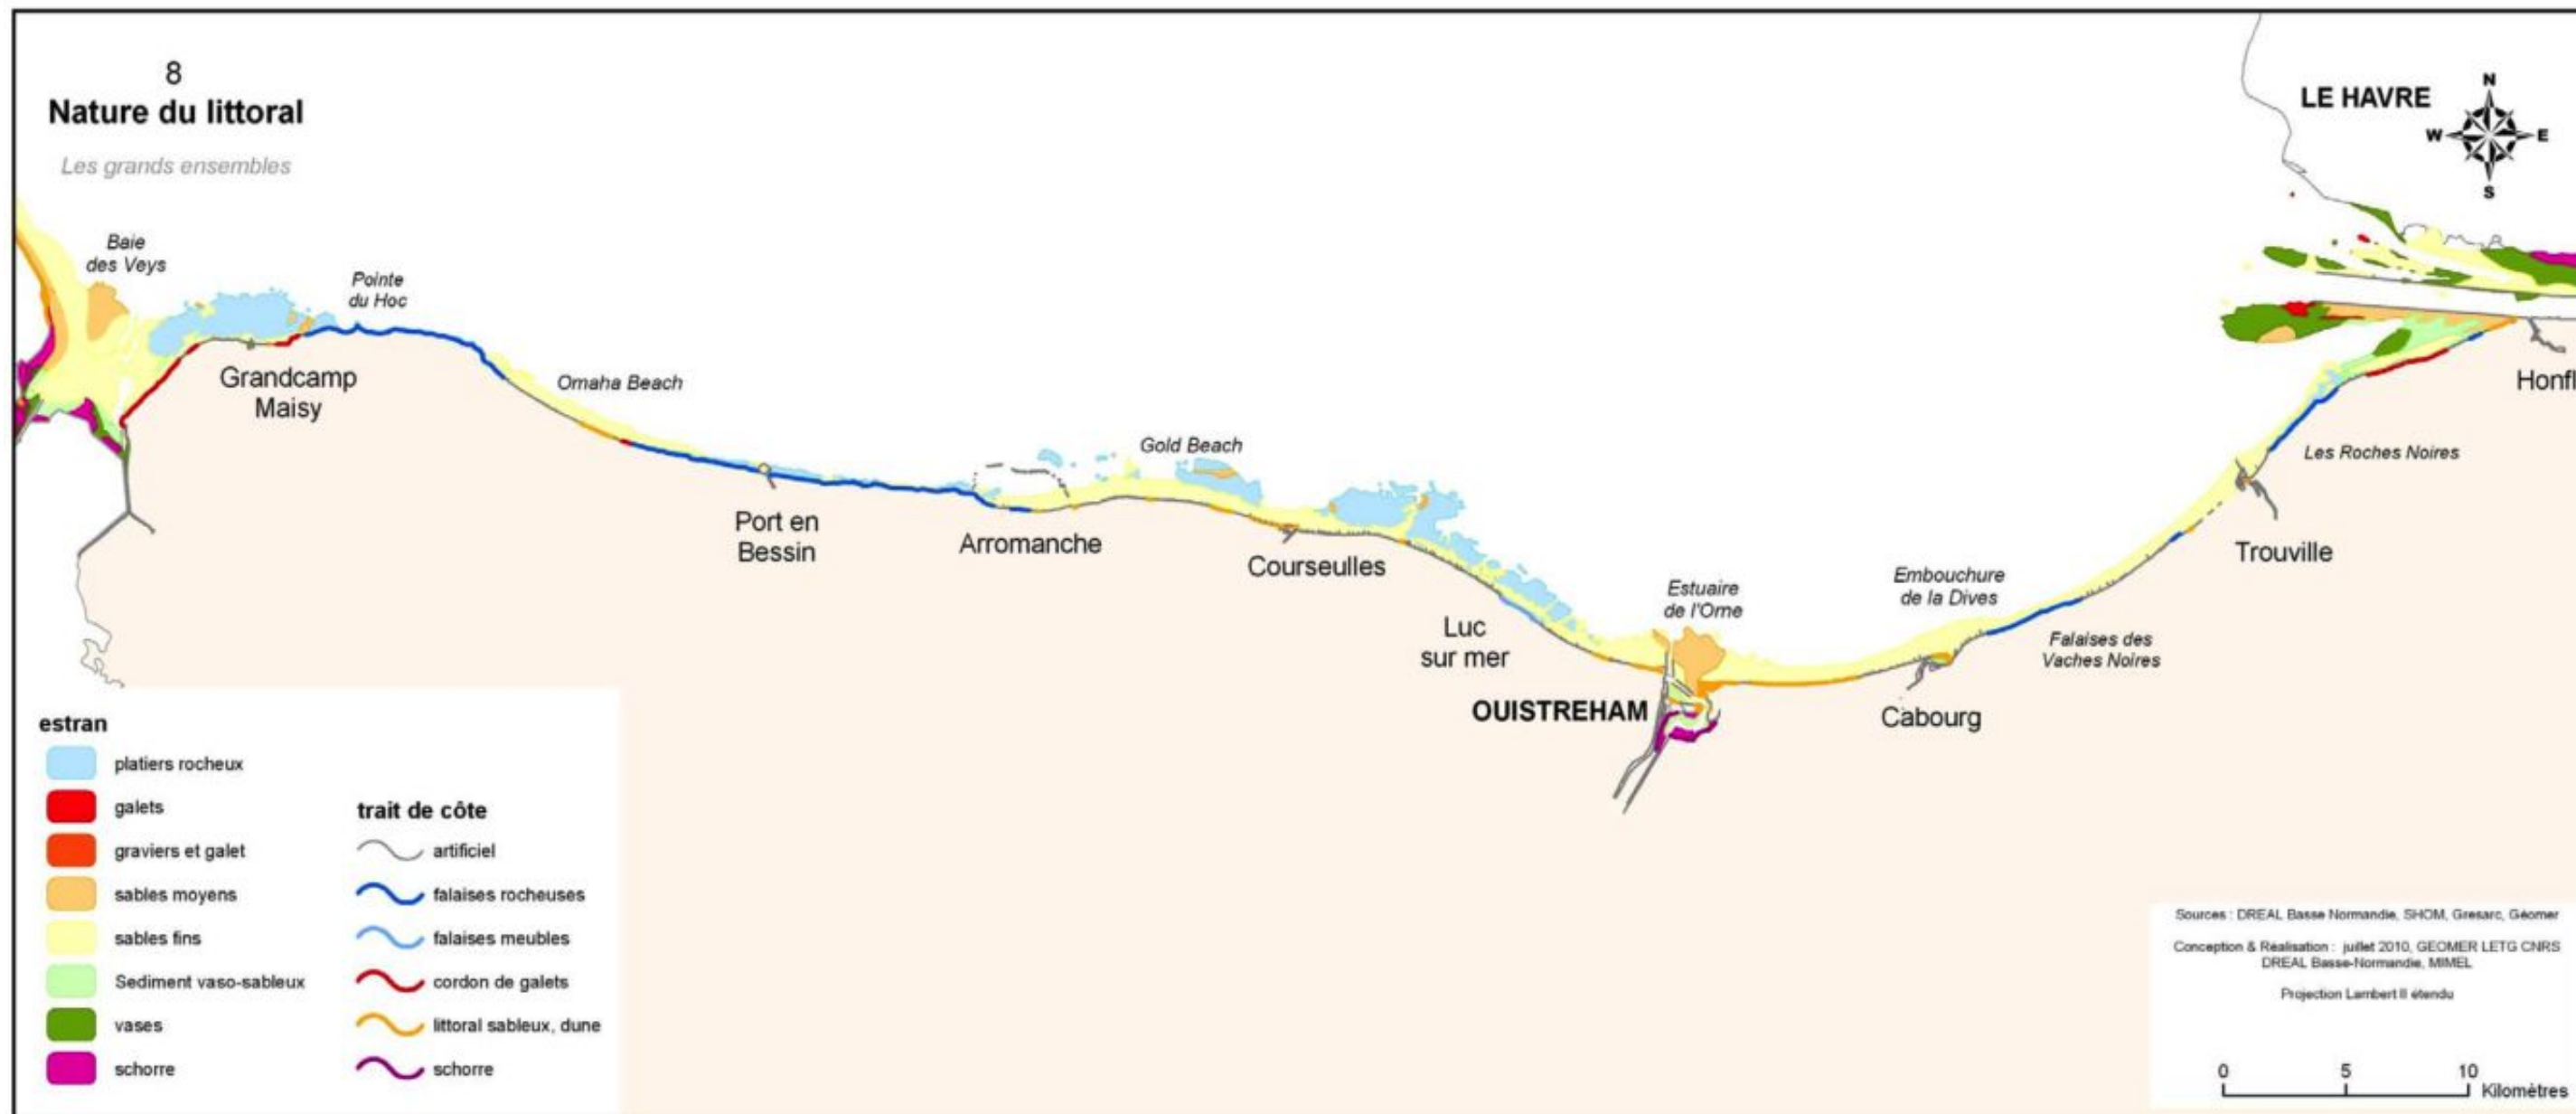 8
Nature du littoral
Les grands ensembles
LE HAVRE
N
W
E
S
Baie
des Veys
Pointe
du Hoc
Grandcamp
Maisy
Omaha Beach
Port en
Bessin
Arromanche
Gold Beach
Courseulles
Luc
sur mer
OUISTREHAM
Estuaire
de l'Orne
Cabourg
Embouchure
de la Dives
Falaises des
Vaches Noires
Trouville
Les Roches Noires
Honfl
estran
platiers rocheux
galets
graviers et galet
sables moyens
sables fins
Sediment vaso-sableux
vases
schorre
trait de côte
artificiel
falaises rocheuses
falaises meubles
cordon de galets
littoral sableux, dune
schorre
Sources : DREAL Basse Normandie, SHOM, Gresarc, Géomer
Conception & Réalisation : juillet 2010, GEOMER LETG CNRS
DREAL Basse-Normandie, MIMEL
Projection Lambert II étendu
0 5 10
Kilomètres